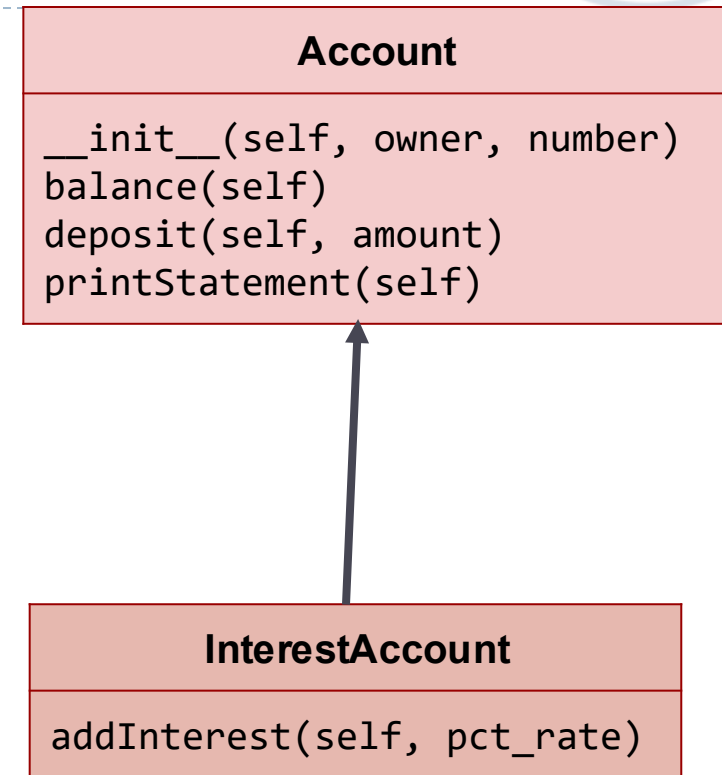 Account
__init__(self, owner, number)
balance(self)
deposit(self, amount)
printStatement(self)
InterestAccount
addInterest(self, pct_rate)